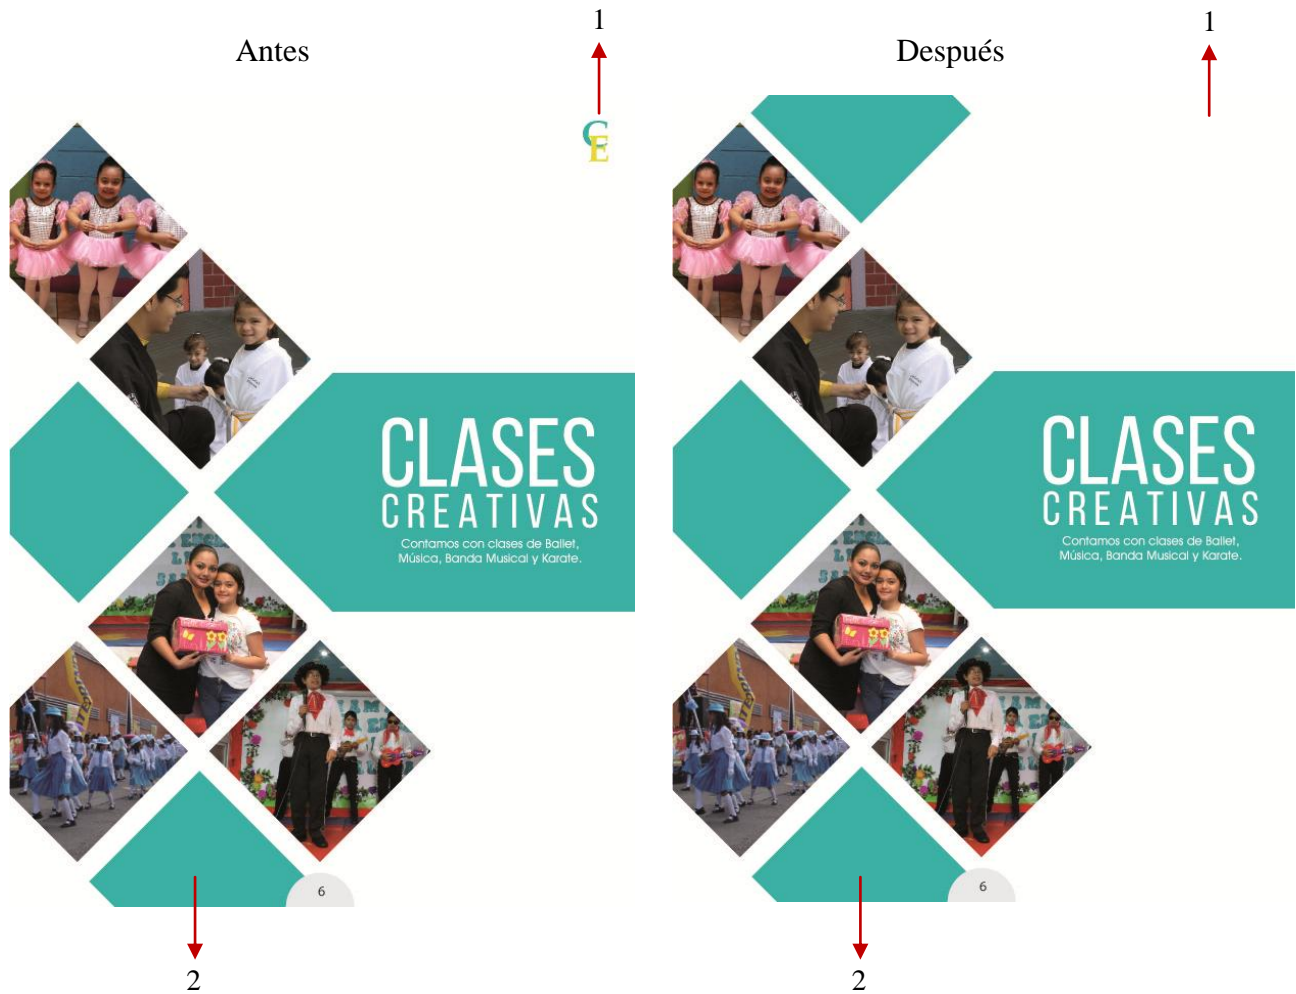 1
Antes
C
E
CLASES
CREATIVAS
Contamos con clases de Ballet,
Música, Banda Musical y Karate.
6
2
1
Después
CLASES
CREATIVAS
Contamos con clases de Ballet,
Música, Banda Musical y Karate.
6
2